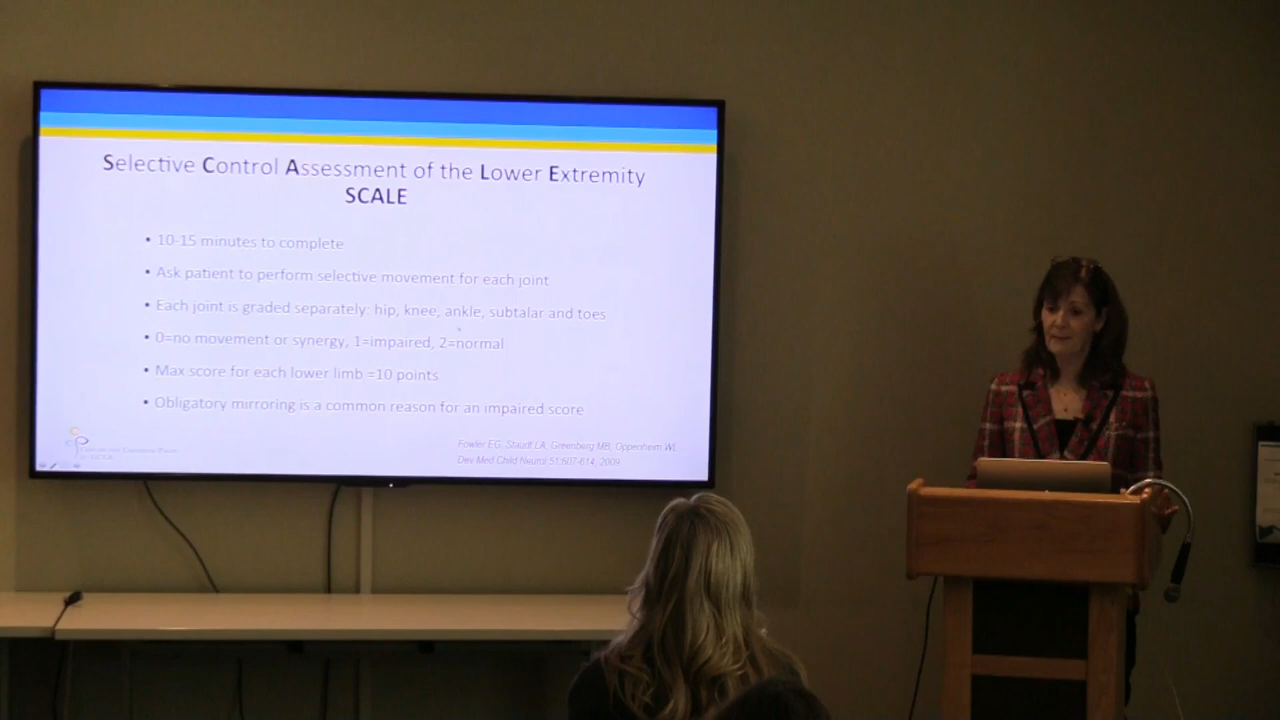 Selective Control Assessment of the Lower Extremity
SCALE
• 10-15 minutes to complete
• Ask patient to perform selective movement for each joint
• Each joint is graded separately: hip, knee, ankle, subtalar and toes
• 0=no movement or synergy, 1=impaired, 2=normal
• Max score for each lower limb =10 points
• Obligatory mirroring is a common reason for an impaired score
Fowler EG, Staudt LA, Greenberg MB, Oppenheim WL
Dev Med Child Neurol 51:607-614, 2009